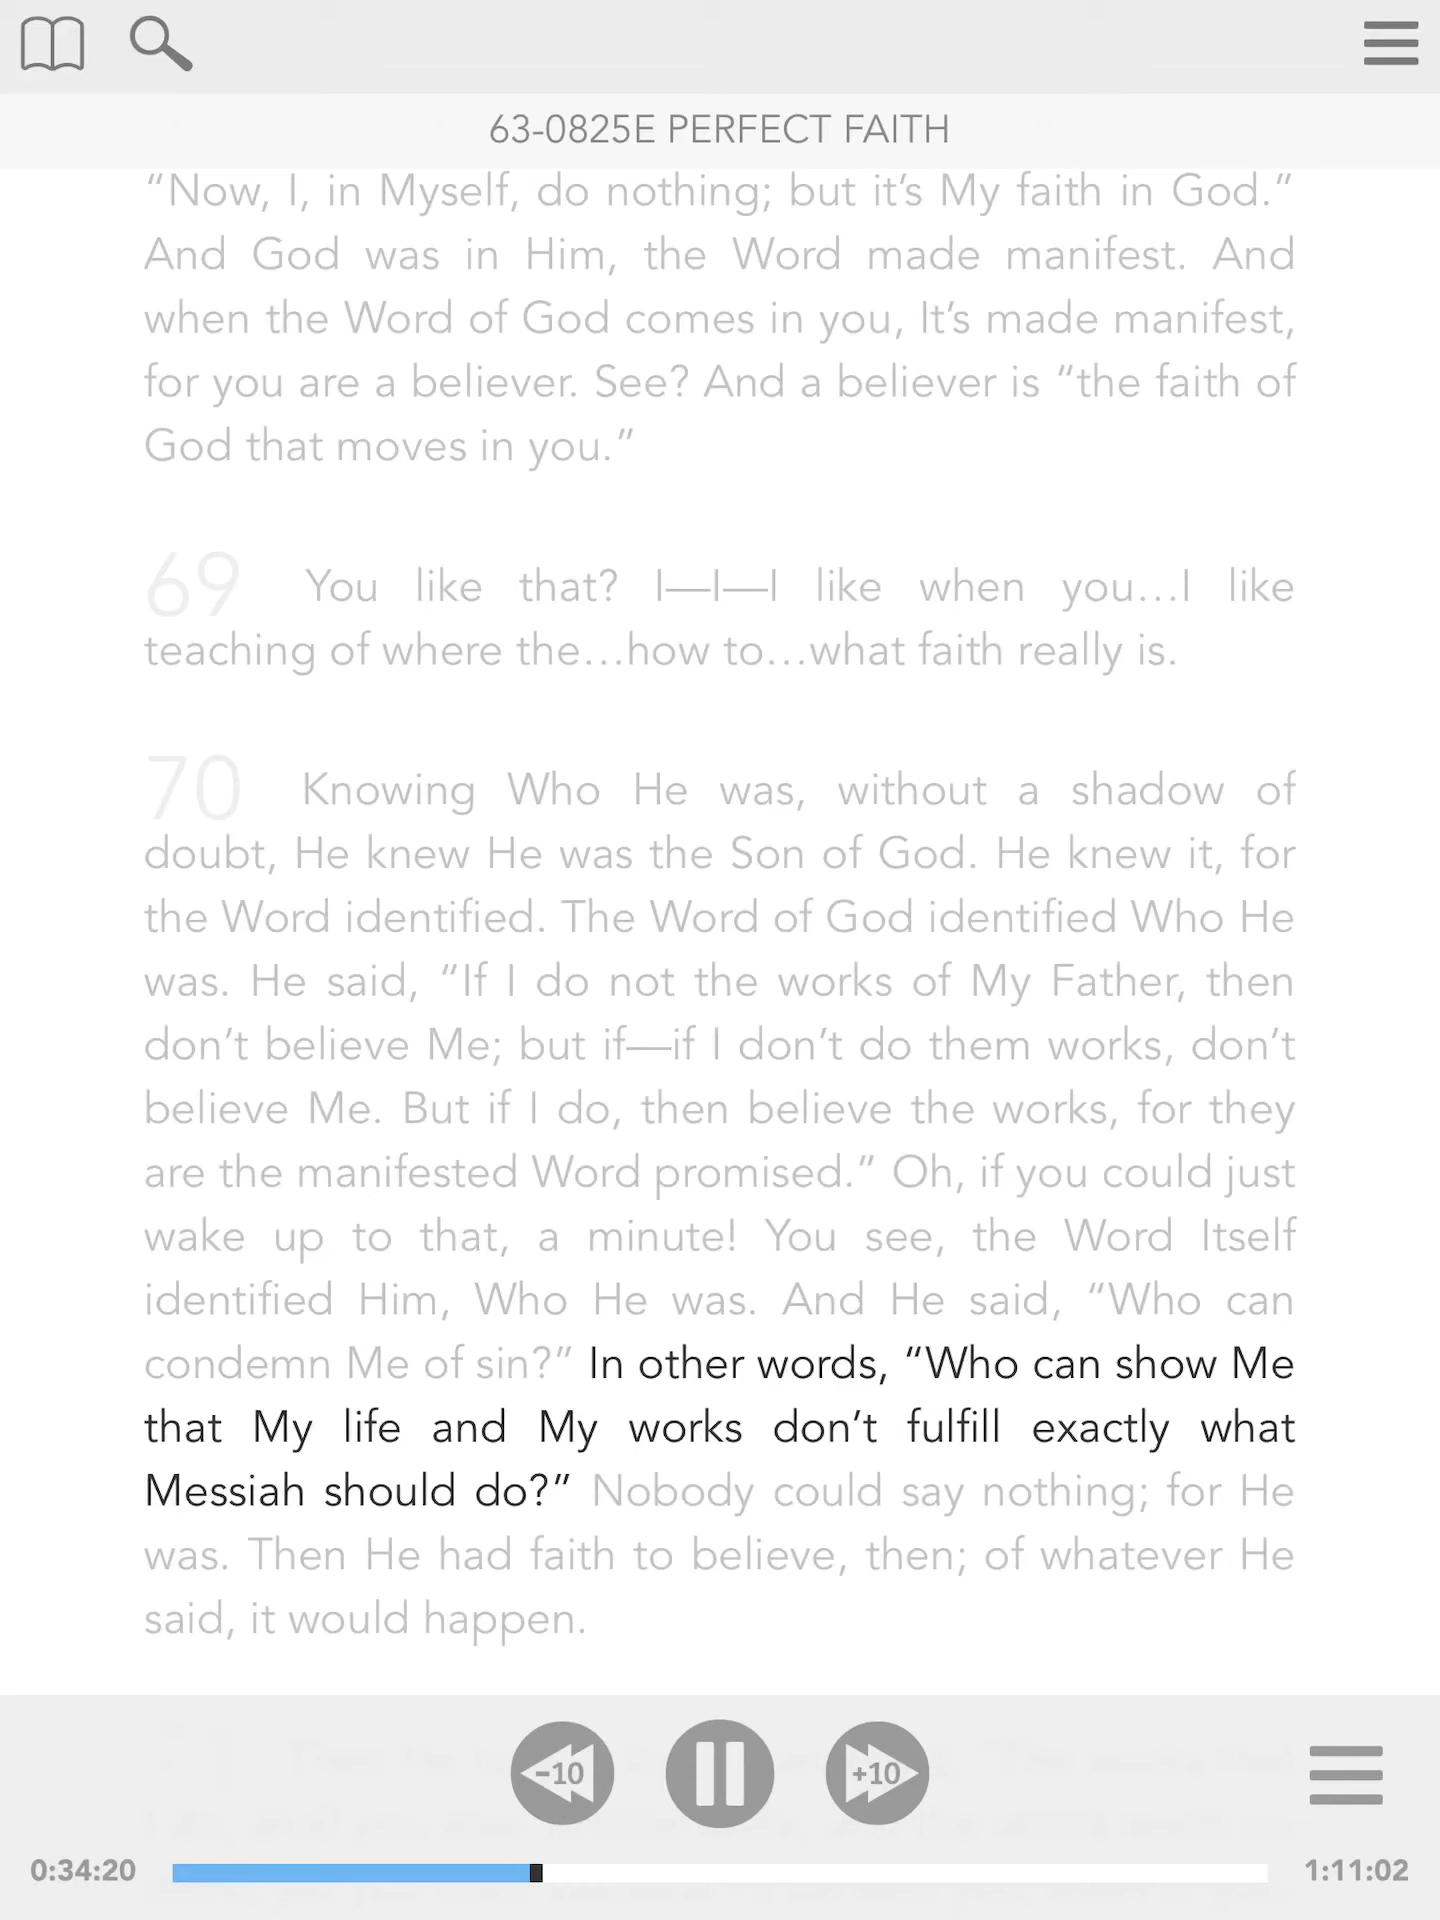 63-0825E PERFECT FAITH
“Now, I, in Myself, do nothing; but it’s My faith in God.”
And God was in Him, the Word made manifest. And
when the Word of God comes in you, It’s made manifest,
for you are a believer. See? And a believer is “the faith of
God that moves in you.”
69 You like that? I—I—I like when you…I like
teaching of where the…how to…what faith really is.
70 Knowing Who He was, without a shadow of
doubt, He knew He was the Son of God. He knew it, for
the Word identified. The Word of God identified Who He
was. He said, “If I do not the works of My Father, then
don’t believe Me; but if—if I don’t do them works, don’t
believe Me. But if I do, then believe the works, for they
are the manifested Word promised.” Oh, if you could just
wake up to that, a minute! You see, the Word Itself
identified Him, Who He was. And He said, “Who can
condemn Me of sin?” In other words, “Who can show Me
that My life and My works don’t fulfill exactly what
Messiah should do?” Nobody could say nothing; for He
was. Then He had faith to believe, then; of whatever He
said, it would happen.
-10 +10
0:34:20 1:11:02